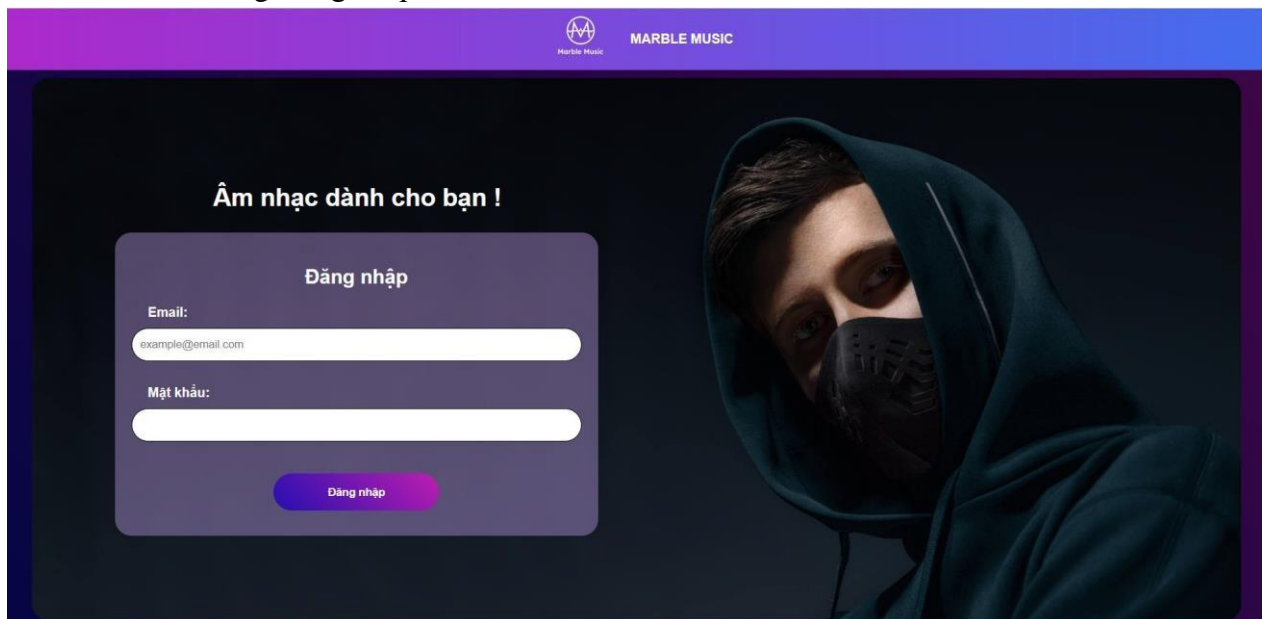 Marble Music
MARBLE MUSIC
Âm nhạc dành cho bạn !
Đăng nhập
Email:
example@email.com
Mật khẩu:
Đăng nhập